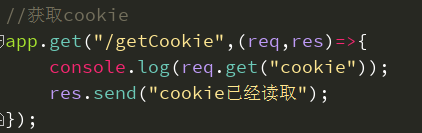 //获取cookie
app.get("/getCookie",(req,res)=>{
console.log(req.get("cookie"));
res.send("cookie已经读取");
});